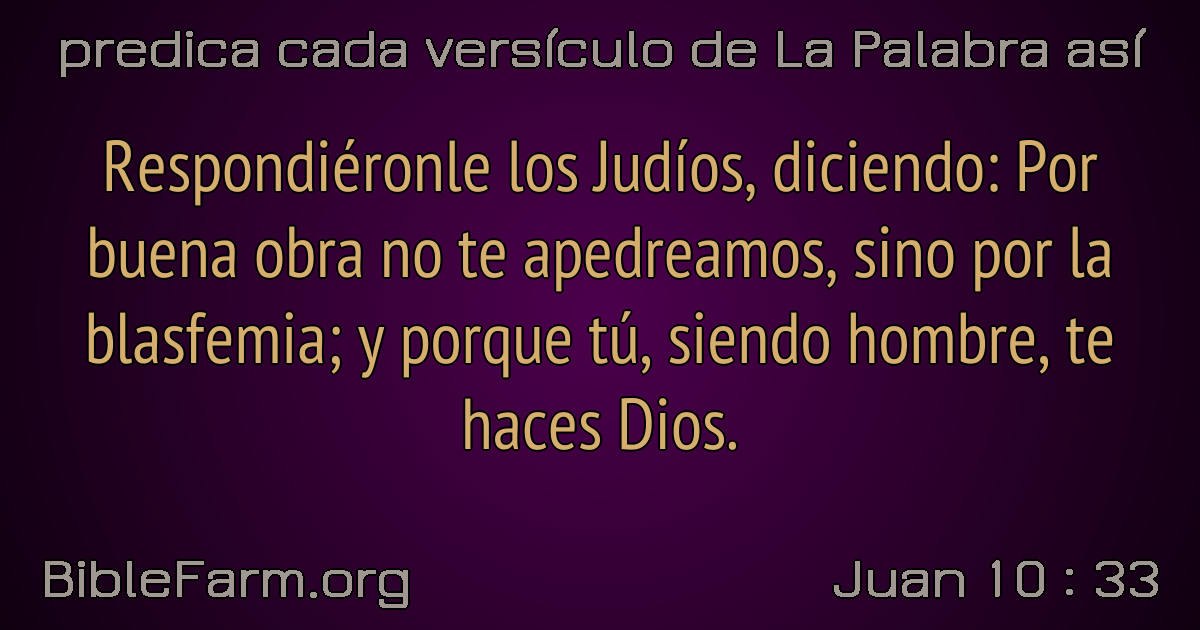 predica cada versículo de La Palabra así
Respondiéronle los Judíos, diciendo: Por
buena obra no te apedreamos, sino por la
blasfemia; y porque tú, siendo hombre, te
haces Dios.
BibleFarm.org
Juan 10 : 33